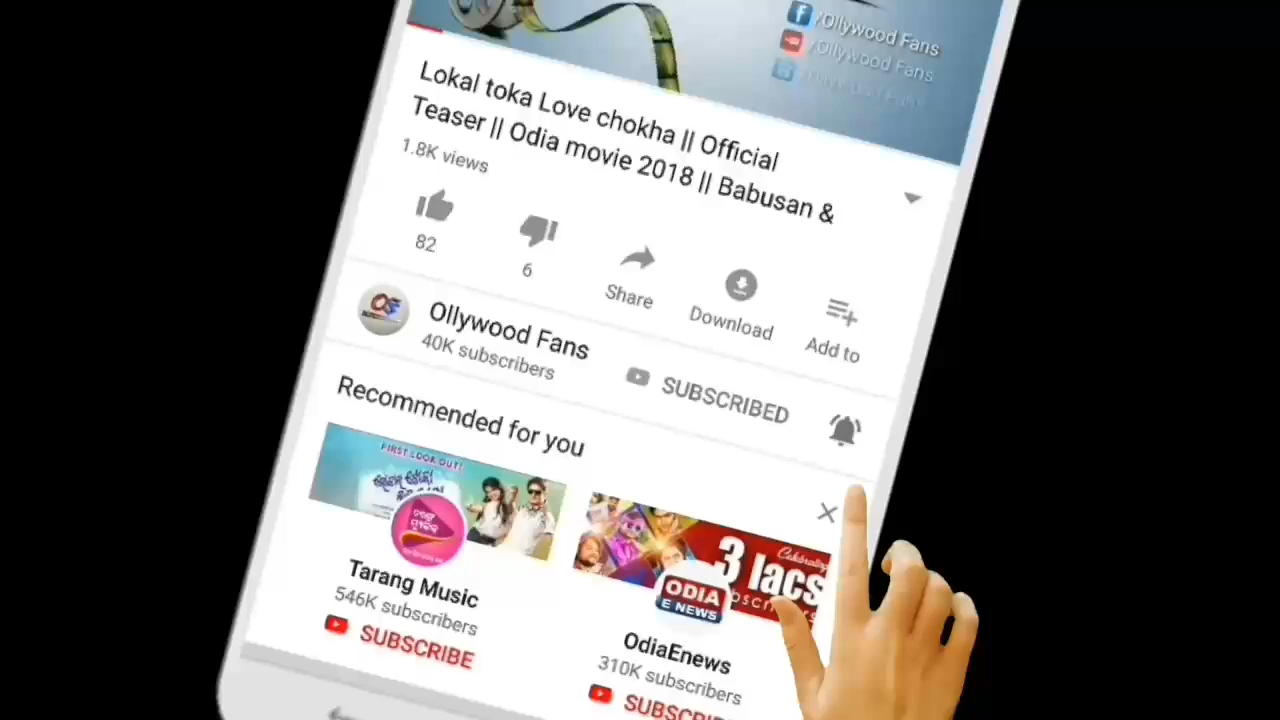 /Ollywood Fans
/Ollywood Fans
Lokal toka Love chokha || Official
Teaser || Odia movie 2018 || Babusan &
1.8K views
82
6
Share
Download
Add to
Ollywood Fans
40K subscribers
SUBSCRIBED
Recommended for you
FIRST LOOK OUT!
Celebrating
3 lacs
ତରଙ୍ଗ
ମ୍ୟୁଜିକ
ODIA
E NEWS
Tarang Music
546K subscribers
SUBSCRIBE
OdiaEnews
310K subscribers